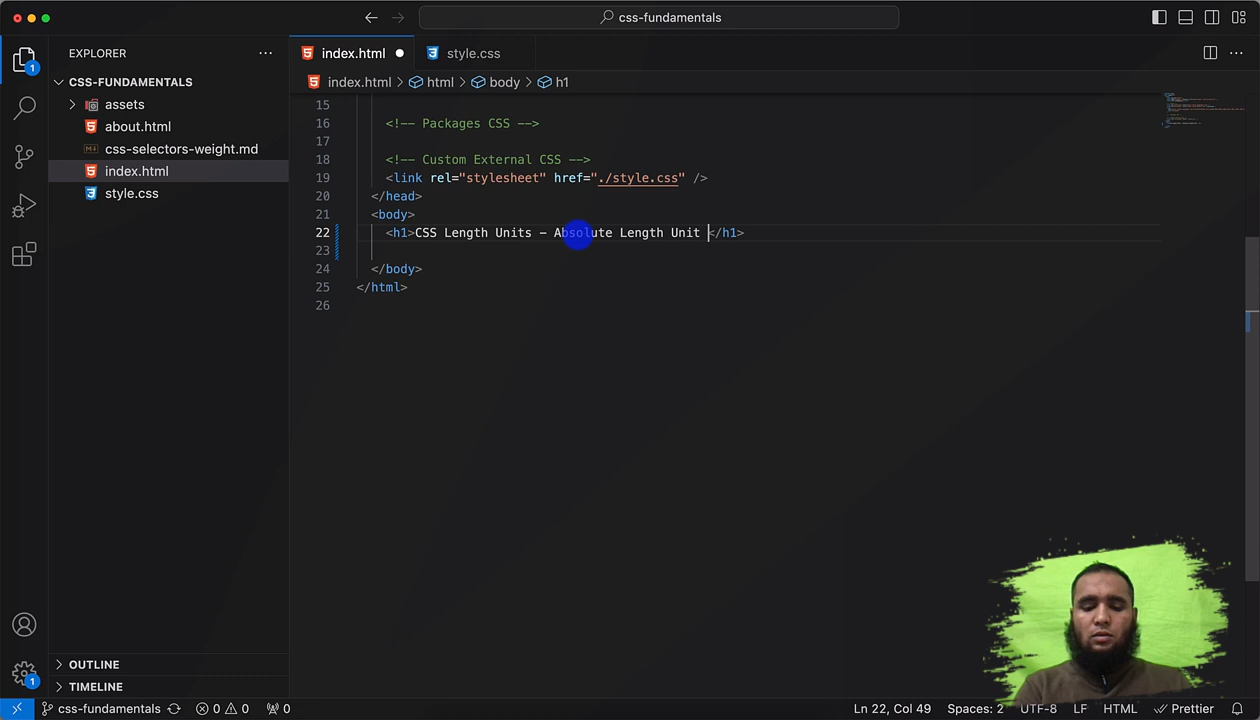 css-fundamentals
EXPLORER
index.html
style.css
CSS-FUNDAMENTALS
index.html > html > body > h1
assets
about.html
css-selectors-weight.md
index.html
style.css
15
16 <!-- Packages CSS -->
17
18 <!-- Custom External CSS -->
19 <link rel="stylesheet" href="./style.css" />
20 </head>
21 <body>
22 <h1>CSS Length Units - Absolute Length Unit </h1>
23
24 </body>
25 </html>
26
1
OUTLINE
1
TIMELINE
css-fundamentals 0 0 0 Ln 22, Col 49 Spaces: 2 UTF-8 LF HTML Prettier